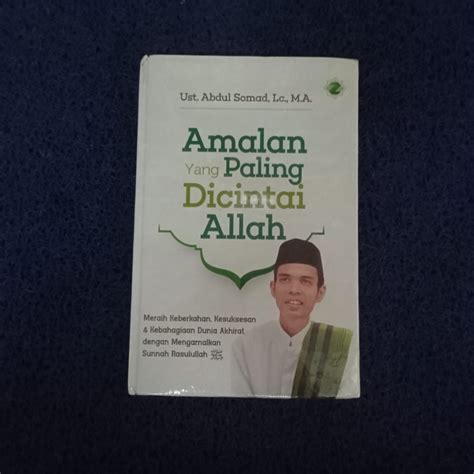 Ust. Abdul Somad, Lc., M.A.
Amalan
Yang Paling
Dicintai
Allah
Meraih Keberkahan, Kesuksesan
& Kebahagiaan Dunia Akhirat
dengan Mengamalkan
Sunnah Rasulullah ﷺ